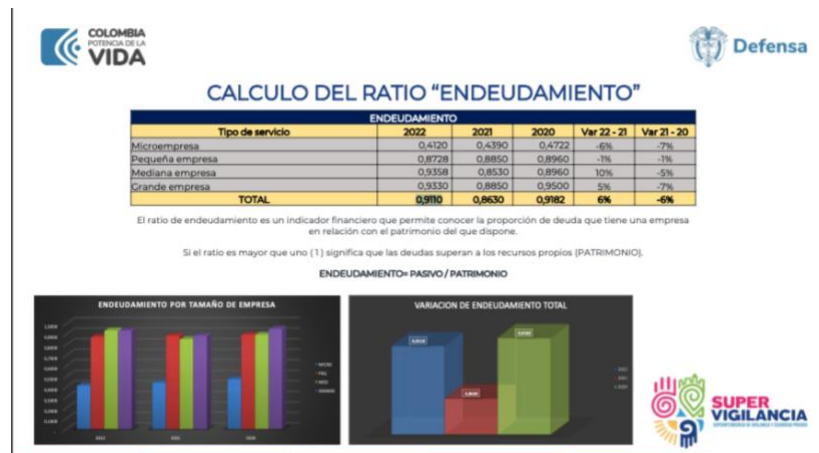 COLOMBIA
POTENCIA DE LA
VIDA
Defensa
CALCULO DEL RATIO “ENDEUDAMIENTO”
ENDEUDAMIENTO
Tipo de servicio 2022 2021 2020 Var 22 - 21 Var 21 - 20
Microempresa 0,4120 0,4390 0,4722 -6% -7%
Pequeña empresa 0,8728 0,8850 0,8960 -1% -1%
Mediana empresa 0,9358 0,8530 0,8960 10% -5%
Grande empresa 0,9330 0,8850 0,9500 5% -7%
TOTAL 0,9110 0,8630 0,9182 6% -6%
El ratio de endeudamiento es un indicador financiero que permite conocer la proporción de deuda que tiene una empresa
en relación con el patrimonio del que dispone.
Si el ratio es mayor que uno (1) significa que las deudas superan a los recursos propios (PATRIMONIO).
ENDEUDAMIENTO= PASIVO / PATRIMONIO
ENDEUDAMIENTO POR TAMAÑO DE EMPRESA
2022 2021 2020
VARIACION DE ENDEUDAMIENTO TOTAL
SUPER
VIGILANCIA